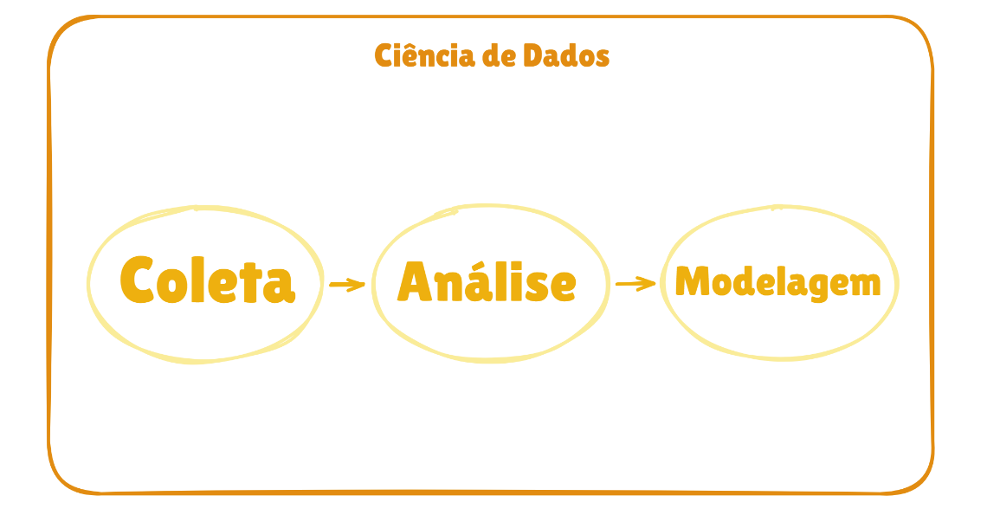 Ciência de Dados
Coleta
Análise
Modelagem